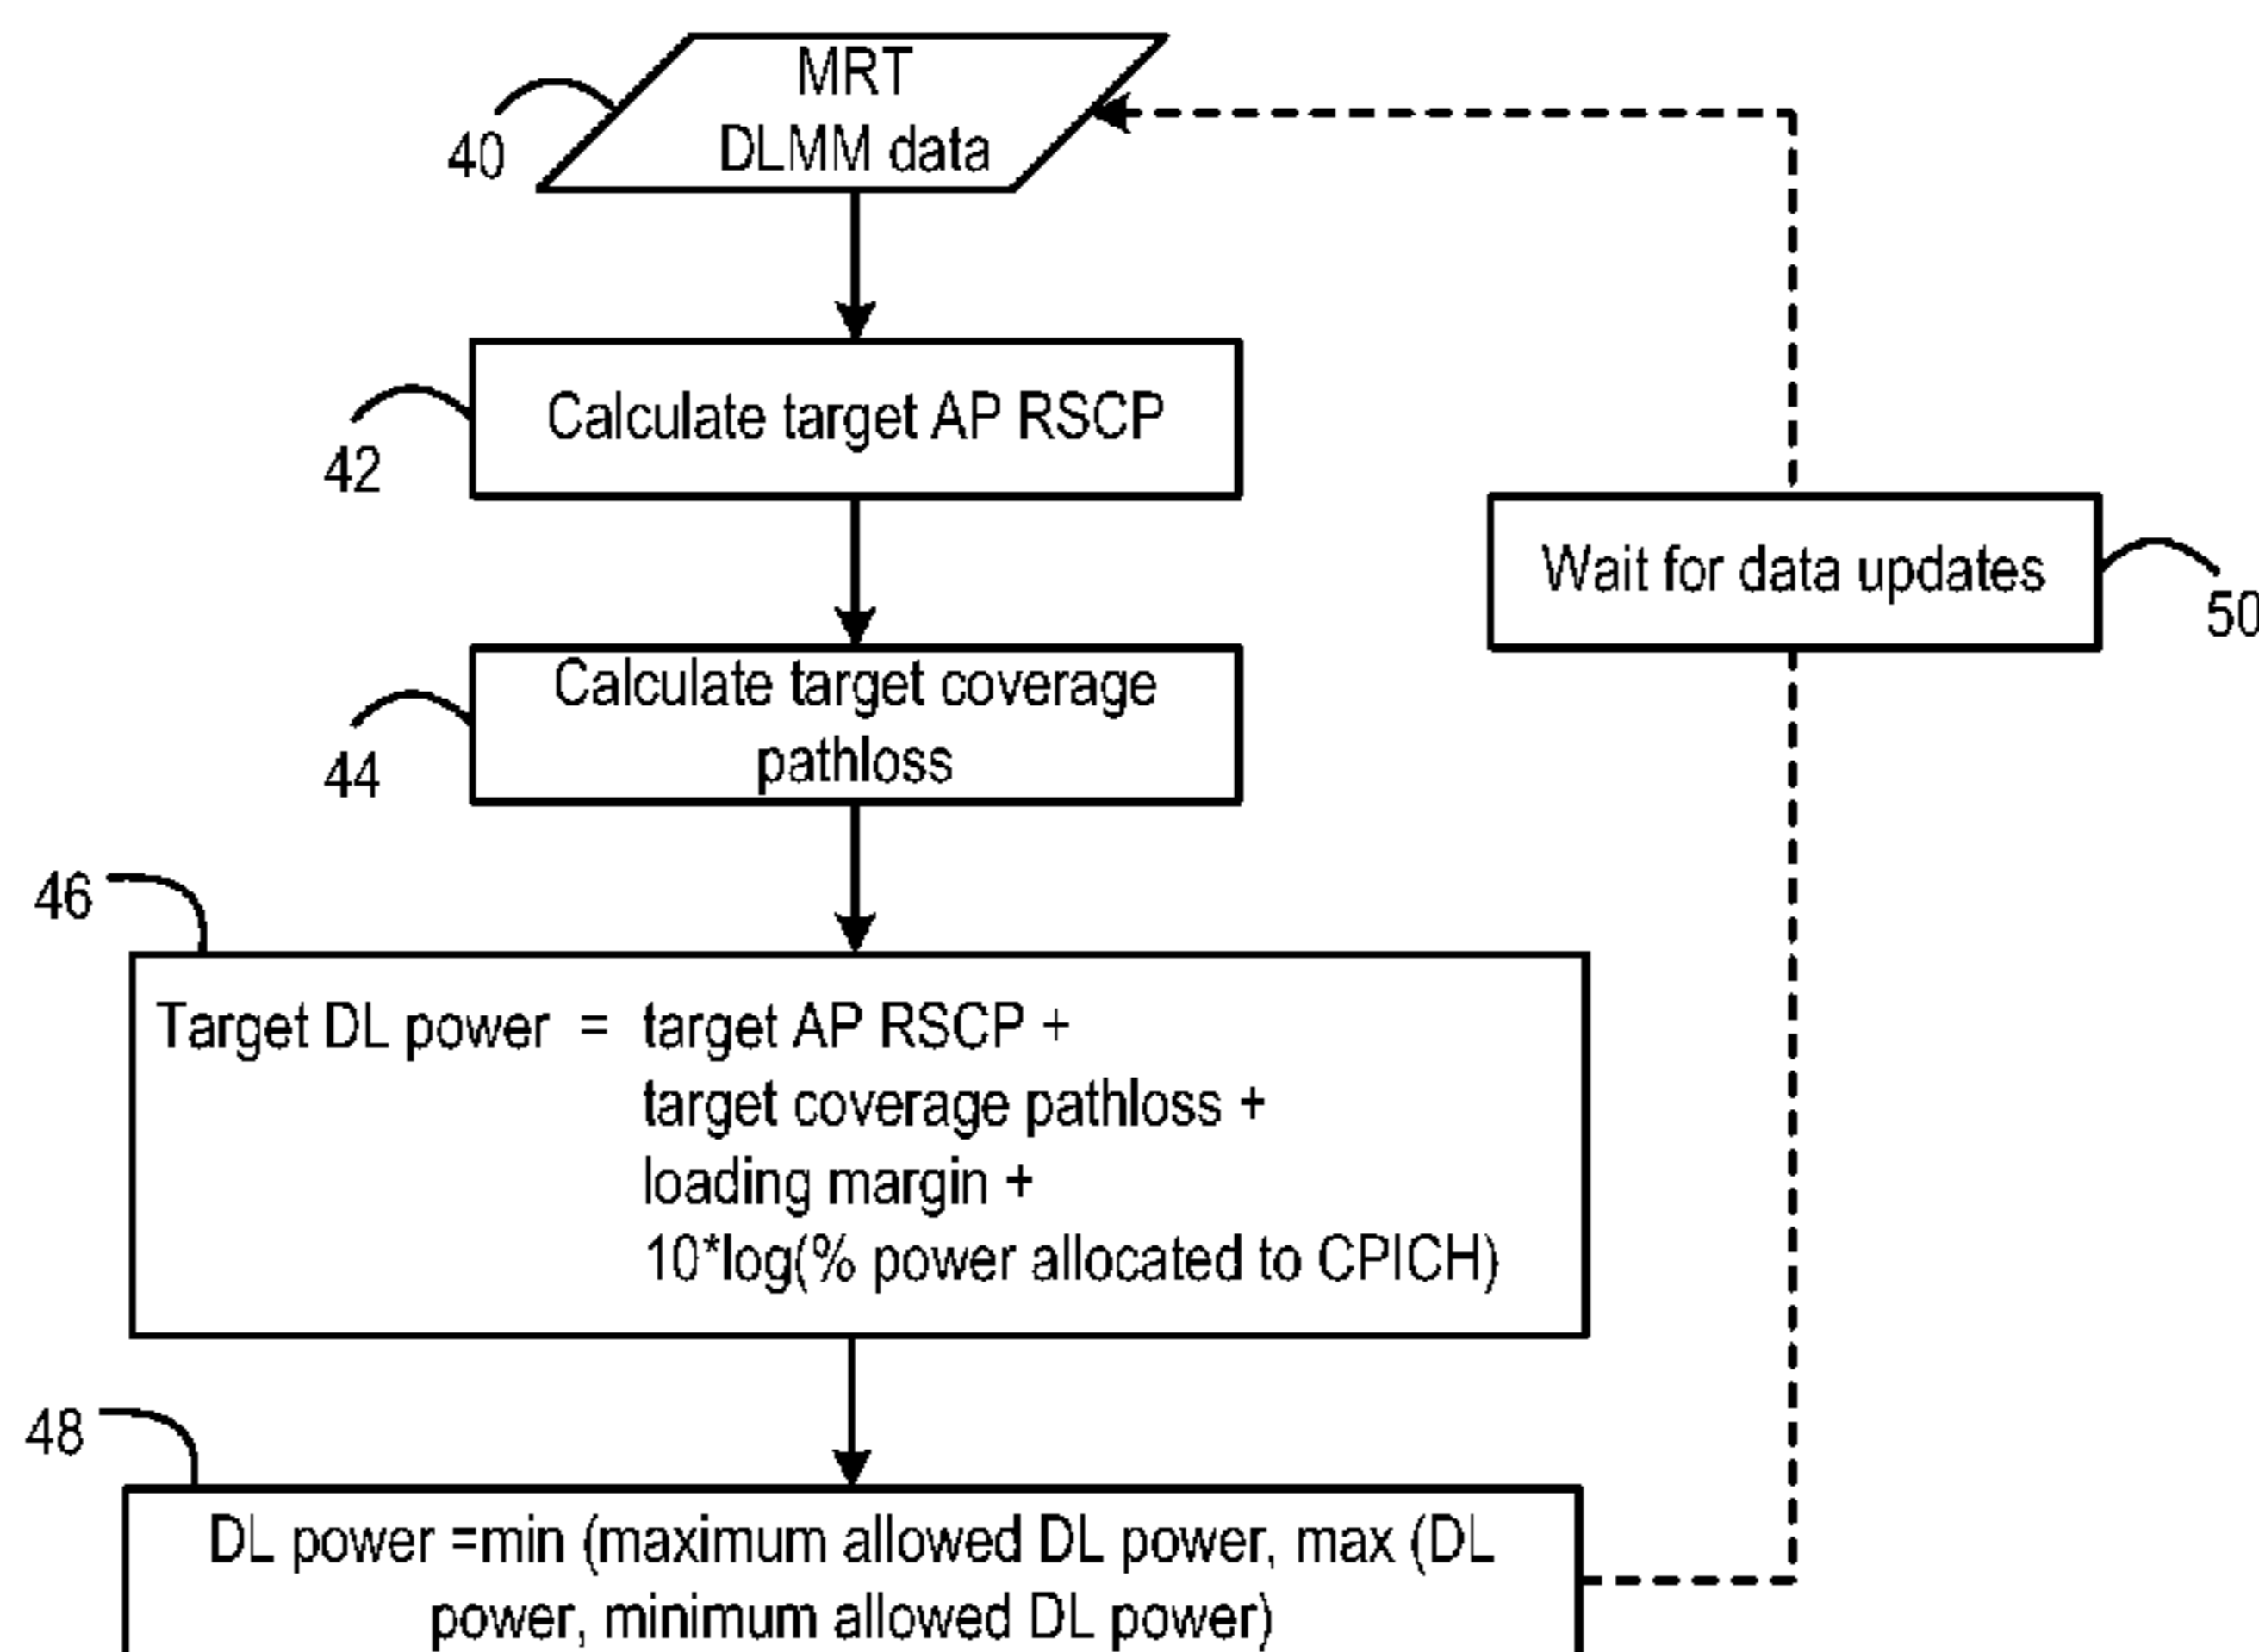 MRT
DLMM data
40
Calculate target AP RSCP
42
Wait for data updates
50
Calculate target coverage
pathloss
44
46
Target DL power = target AP RSCP +
target coverage pathloss +
loading margin +
10*log(% power allocated to CPICH)
48
DL power =min (maximum allowed DL power, max (DL
power, minimum allowed DL power)